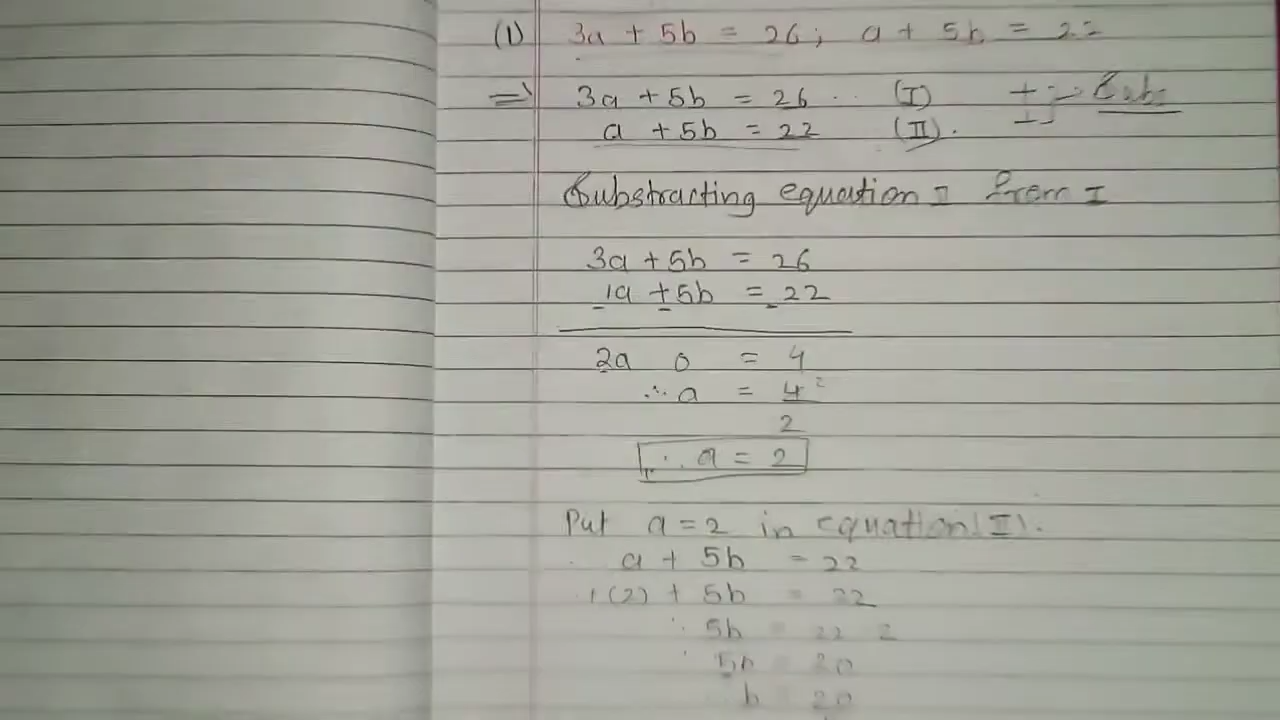 (1) 3a + 5b = 26; a + 5b = 22
⇒ 3a + 5b = 26 .. (I) + - Subs
a + 5b = 22 (II).
Substracting equation II from I
3a + 5b = 26
1a + 5b = 22
- - -
2a 0 = 4
∴ a = 4 2
2
∴ a = 2
Put a = 2 in equation (II).
a + 5b = 22
1(2) + 5b = 22
∴ 5b = 22 2
5b = 20
b = 20